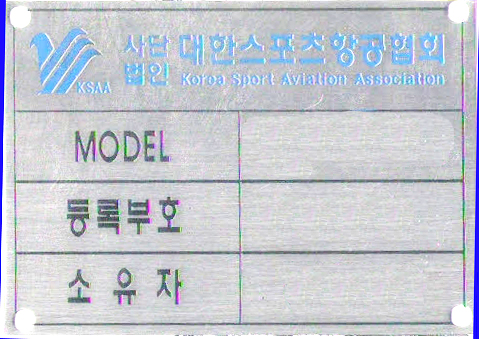 KSAA
사단법인 대한스포츠항공협회
Korea Sport Aviation Association
MODEL
등록부호
소유자